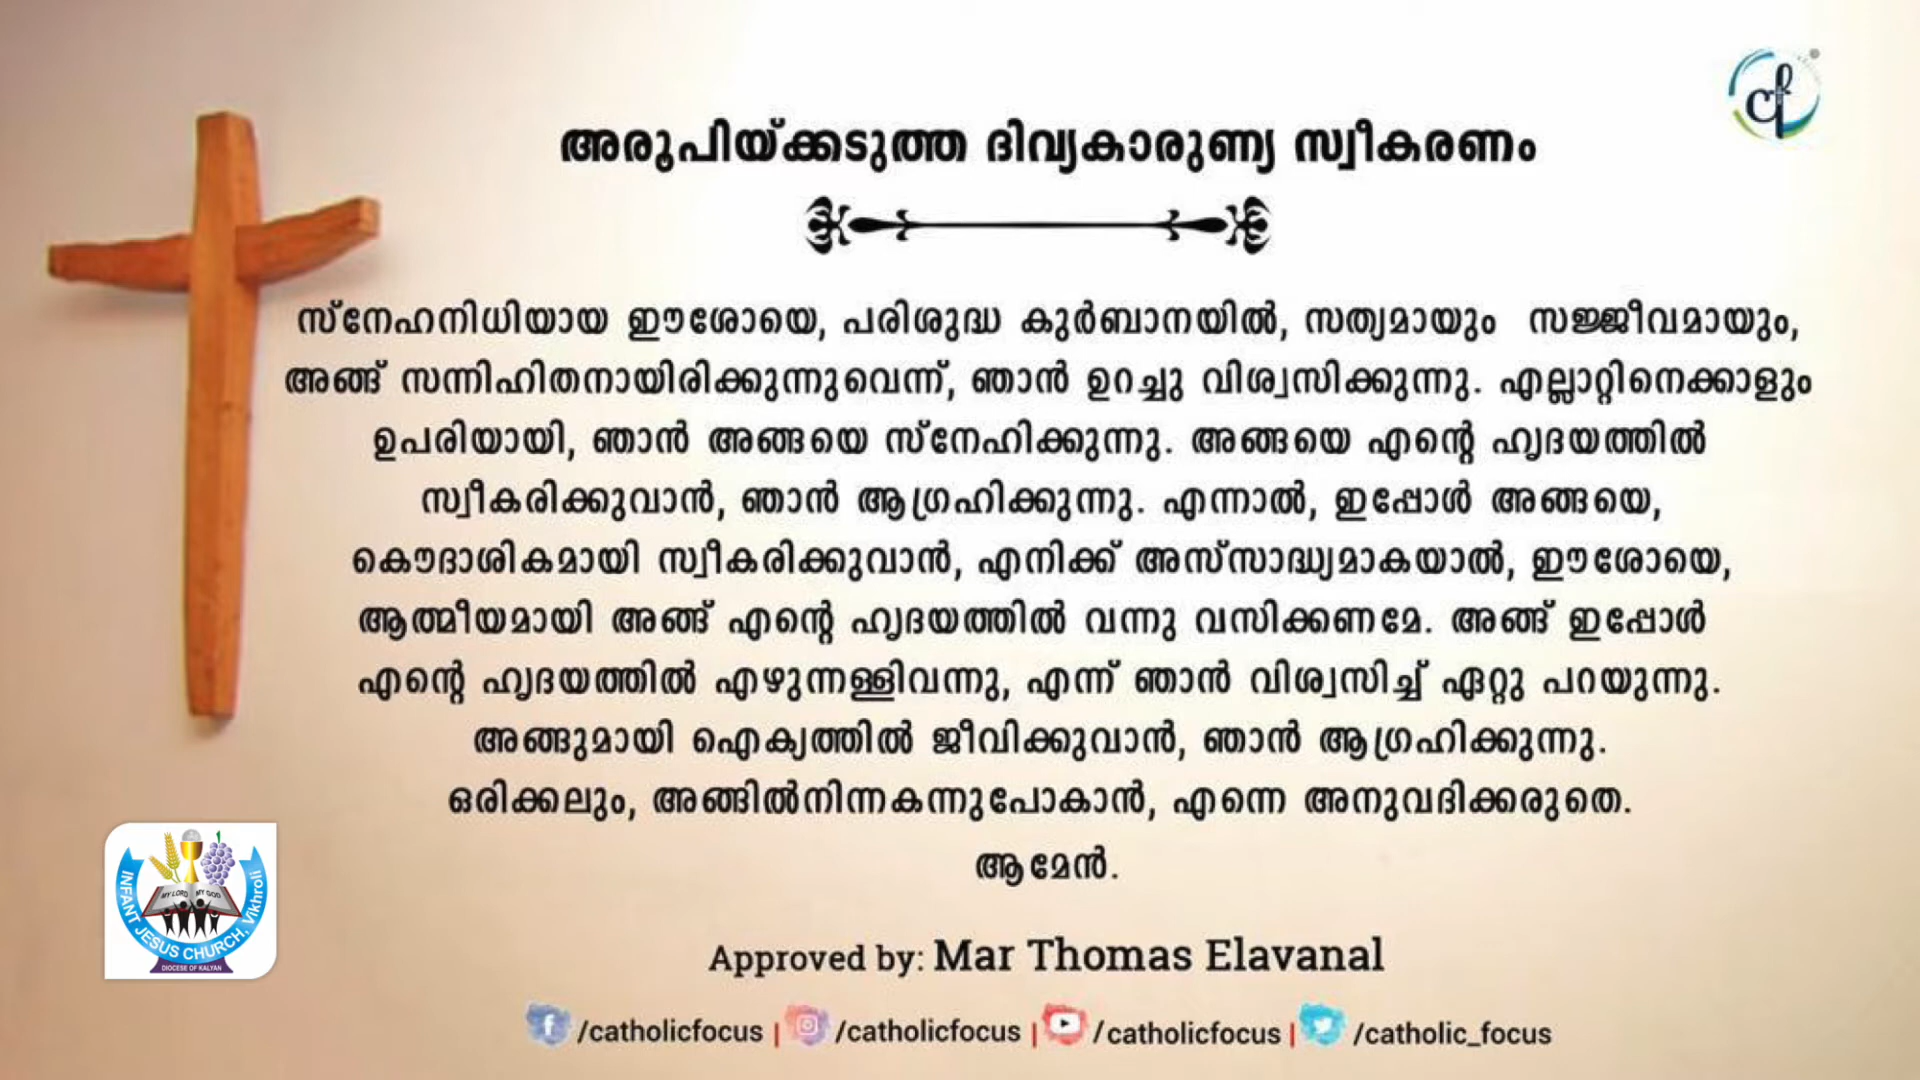 cf
അരൂപിയ്ക്കടുത്ത ദിവ്യകാരുണ്യ സ്വീകരണം
സ്നേഹനിധിയായ ഈശോയെ, പരിശുദ്ധ കുർബാനയിൽ, സത്യമായും സജ്ജീവമായും,
അങ്ങ് സന്നിഹിതനായിരിക്കുന്നുവെന്ന്, ഞാൻ ഉറച്ചു വിശ്വസിക്കുന്നു. എല്ലാറ്റിനെക്കാളും
ഉപരിയായി, ഞാൻ അങ്ങയെ സ്നേഹിക്കുന്നു. അങ്ങയെ എന്റെ ഹൃദയത്തിൽ
സ്വീകരിക്കുവാൻ, ഞാൻ ആഗ്രഹിക്കുന്നു. എന്നാൽ, ഇപ്പോൾ അങ്ങയെ,
കൌദാശികമായി സ്വീകരിക്കുവാൻ, എനിക്ക് അസ്സാദ്ധ്യമാകയാൽ, ഈശോയെ,
ആത്മീയമായി അങ്ങ് എന്റെ ഹൃദയത്തിൽ വന്നു വസിക്കണമേ. അങ്ങ് ഇപ്പോൾ
എന്റെ ഹൃദയത്തിൽ എഴുന്നള്ളിവന്നു, എന്ന് ഞാൻ വിശ്വസിച്ച് ഏറ്റു പറയുന്നു.
അങ്ങുമായി ഐക്യത്തിൽ ജീവിക്കുവാൻ, ഞാൻ ആഗ്രഹിക്കുന്നു.
ഒരിക്കലും, അങ്ങിൽനിന്നകന്നുപോകാൻ, എന്നെ അനുവദിക്കരുതെ.
ആമേൻ.
MY LORD MY GOD
INFANT JESUS CHURCH, Vikhroli
DIOCESE OF KALYAN
Approved by: Mar Thomas Elavanal
/catholicfocus | /catholicfocus | /catholicfocus | /catholic_focus